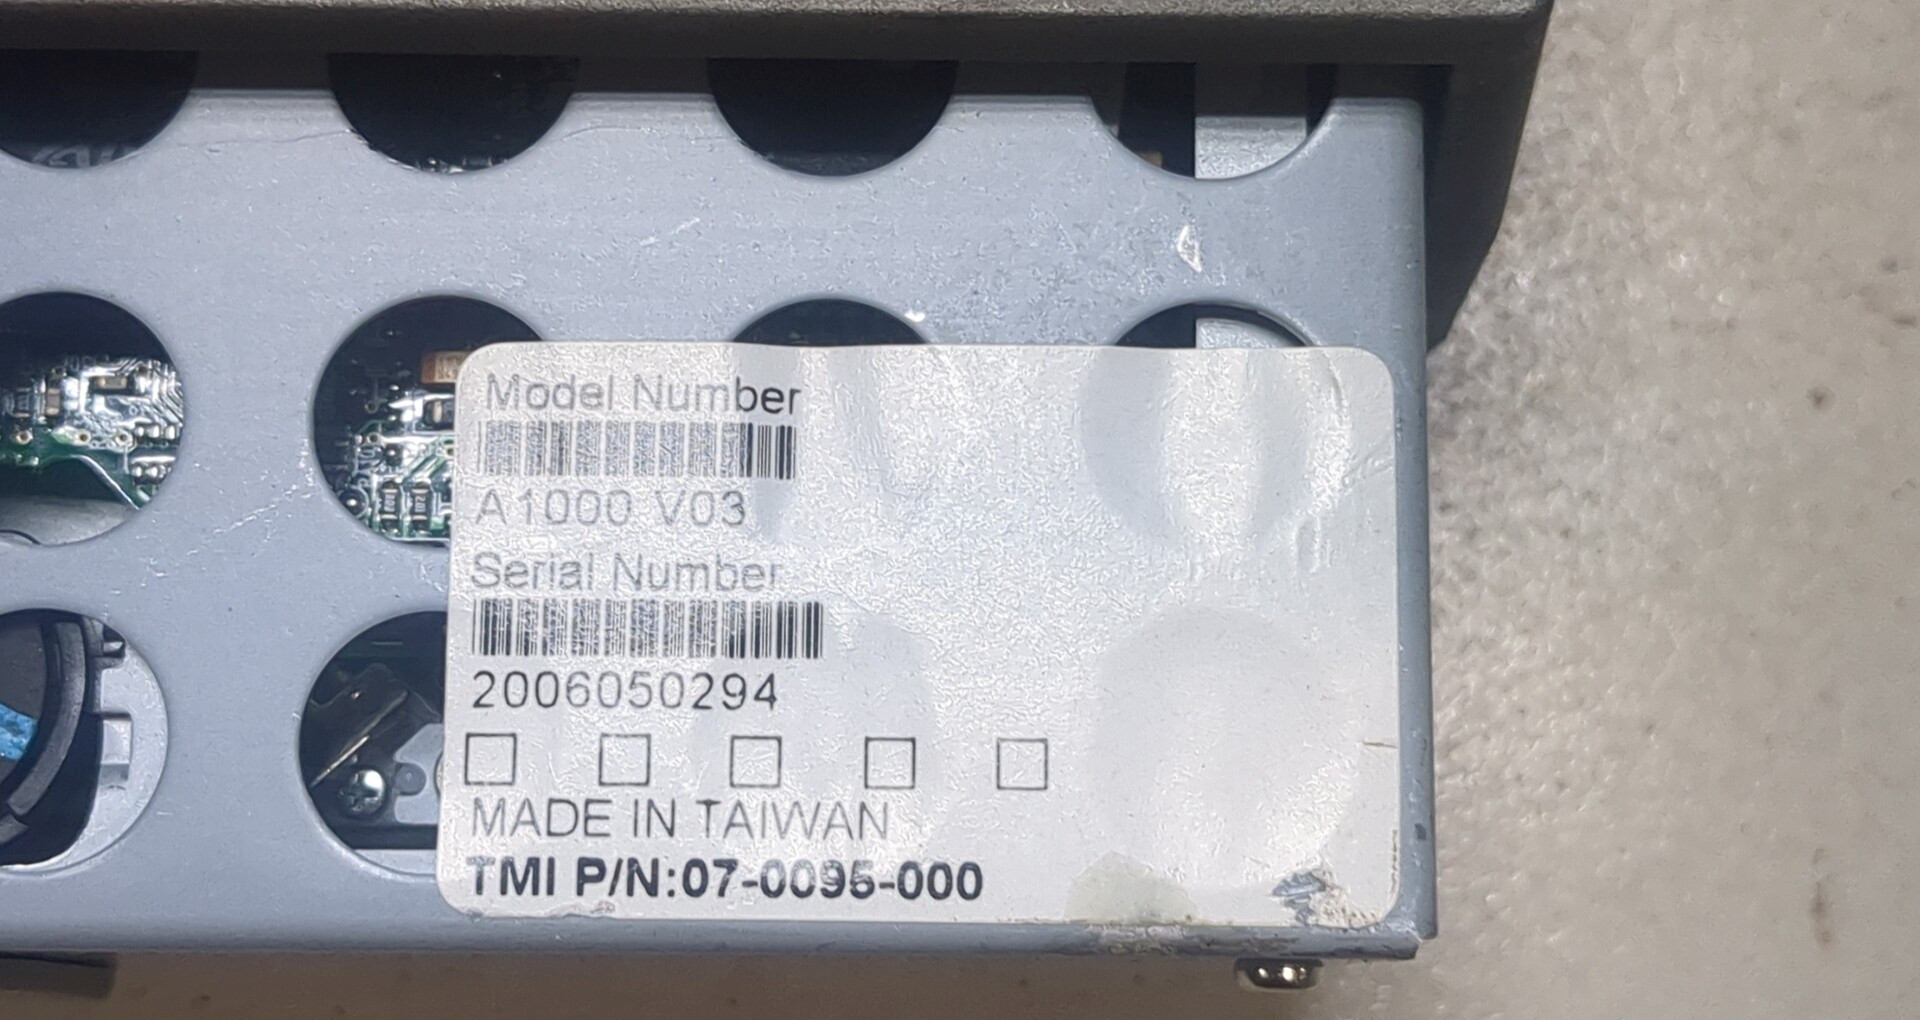 Model Number
A1000 V03
Serial Number
2006050294
MADE IN TAIWAN
TMI P/N:07-0095-000